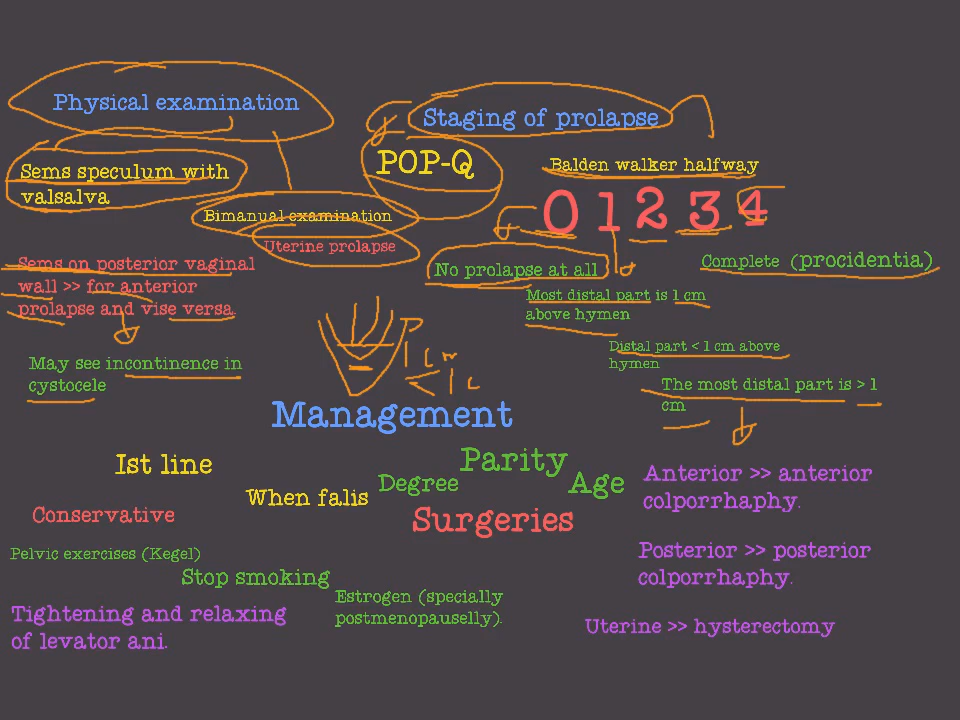 Physical examination
Staging of prolapse
Sems speculum with
valsalva
POP-Q
Balden walker halfway
0 1 2 3 4
Bimanual examination
Uterine prolapse
Sems on posterior vaginal
wall >> for anterior
prolapse and vise versa.
No prolapse at all
Complete (procidentia)
Most distal part is 1 cm
above hymen
Distal part < 1 cm above
hymen
May see incontinence in
cystocele
1 cm
The most distal part is > 1
cm
Management
Ist line
When falis
Degree
Parity
Age
Conservative
Surgeries
Anterior >> anterior
colporrhaphy.
Pelvic exercises (Kegel)
Stop smoking
Estrogen (specially
postmenopauselly).
Posterior >> posterior
colporrhaphy.
Tightening and relaxing
of levator ani.
Uterine >> hysterectomy